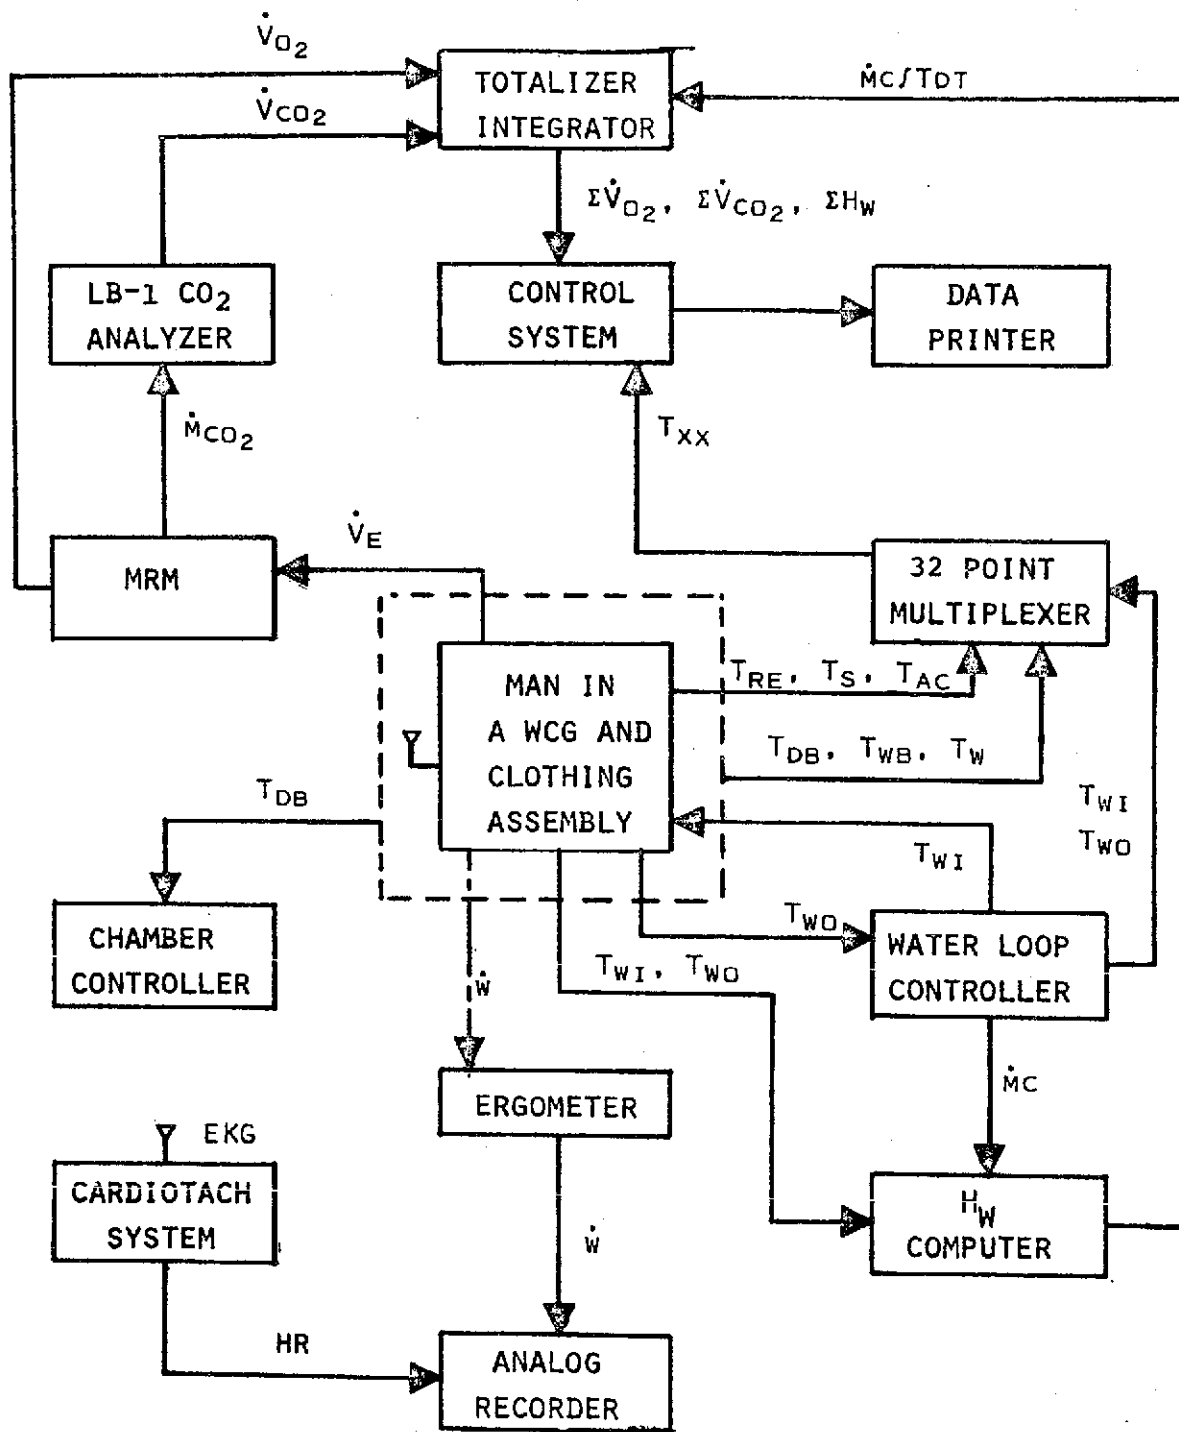 V̇O₂
TOTALIZER
INTEGRATOR
ṀC∫TDT
V̇CO₂
ΣV̇O₂, ΣV̇CO₂, ΣHW
LB-1 CO₂
ANALYZER
CONTROL
SYSTEM
DATA
PRINTER
ṀCO₂
TXX
V̇E
MRM
32 POINT
MULTIPLEXER
MAN IN
A WCG AND
CLOTHING
ASSEMBLY
TRE, TS, TAC
TDB, TWB, TW
TDB
TWI
TWI
TWO
CHAMBER
CONTROLLER
TWO
WATER LOOP
CONTROLLER
Ẇ
TWI, TWO
ṀC
ERGOMETER
EKG
CARDIOTACH
SYSTEM
Ẇ
HW
COMPUTER
HR
ANALOG
RECORDER